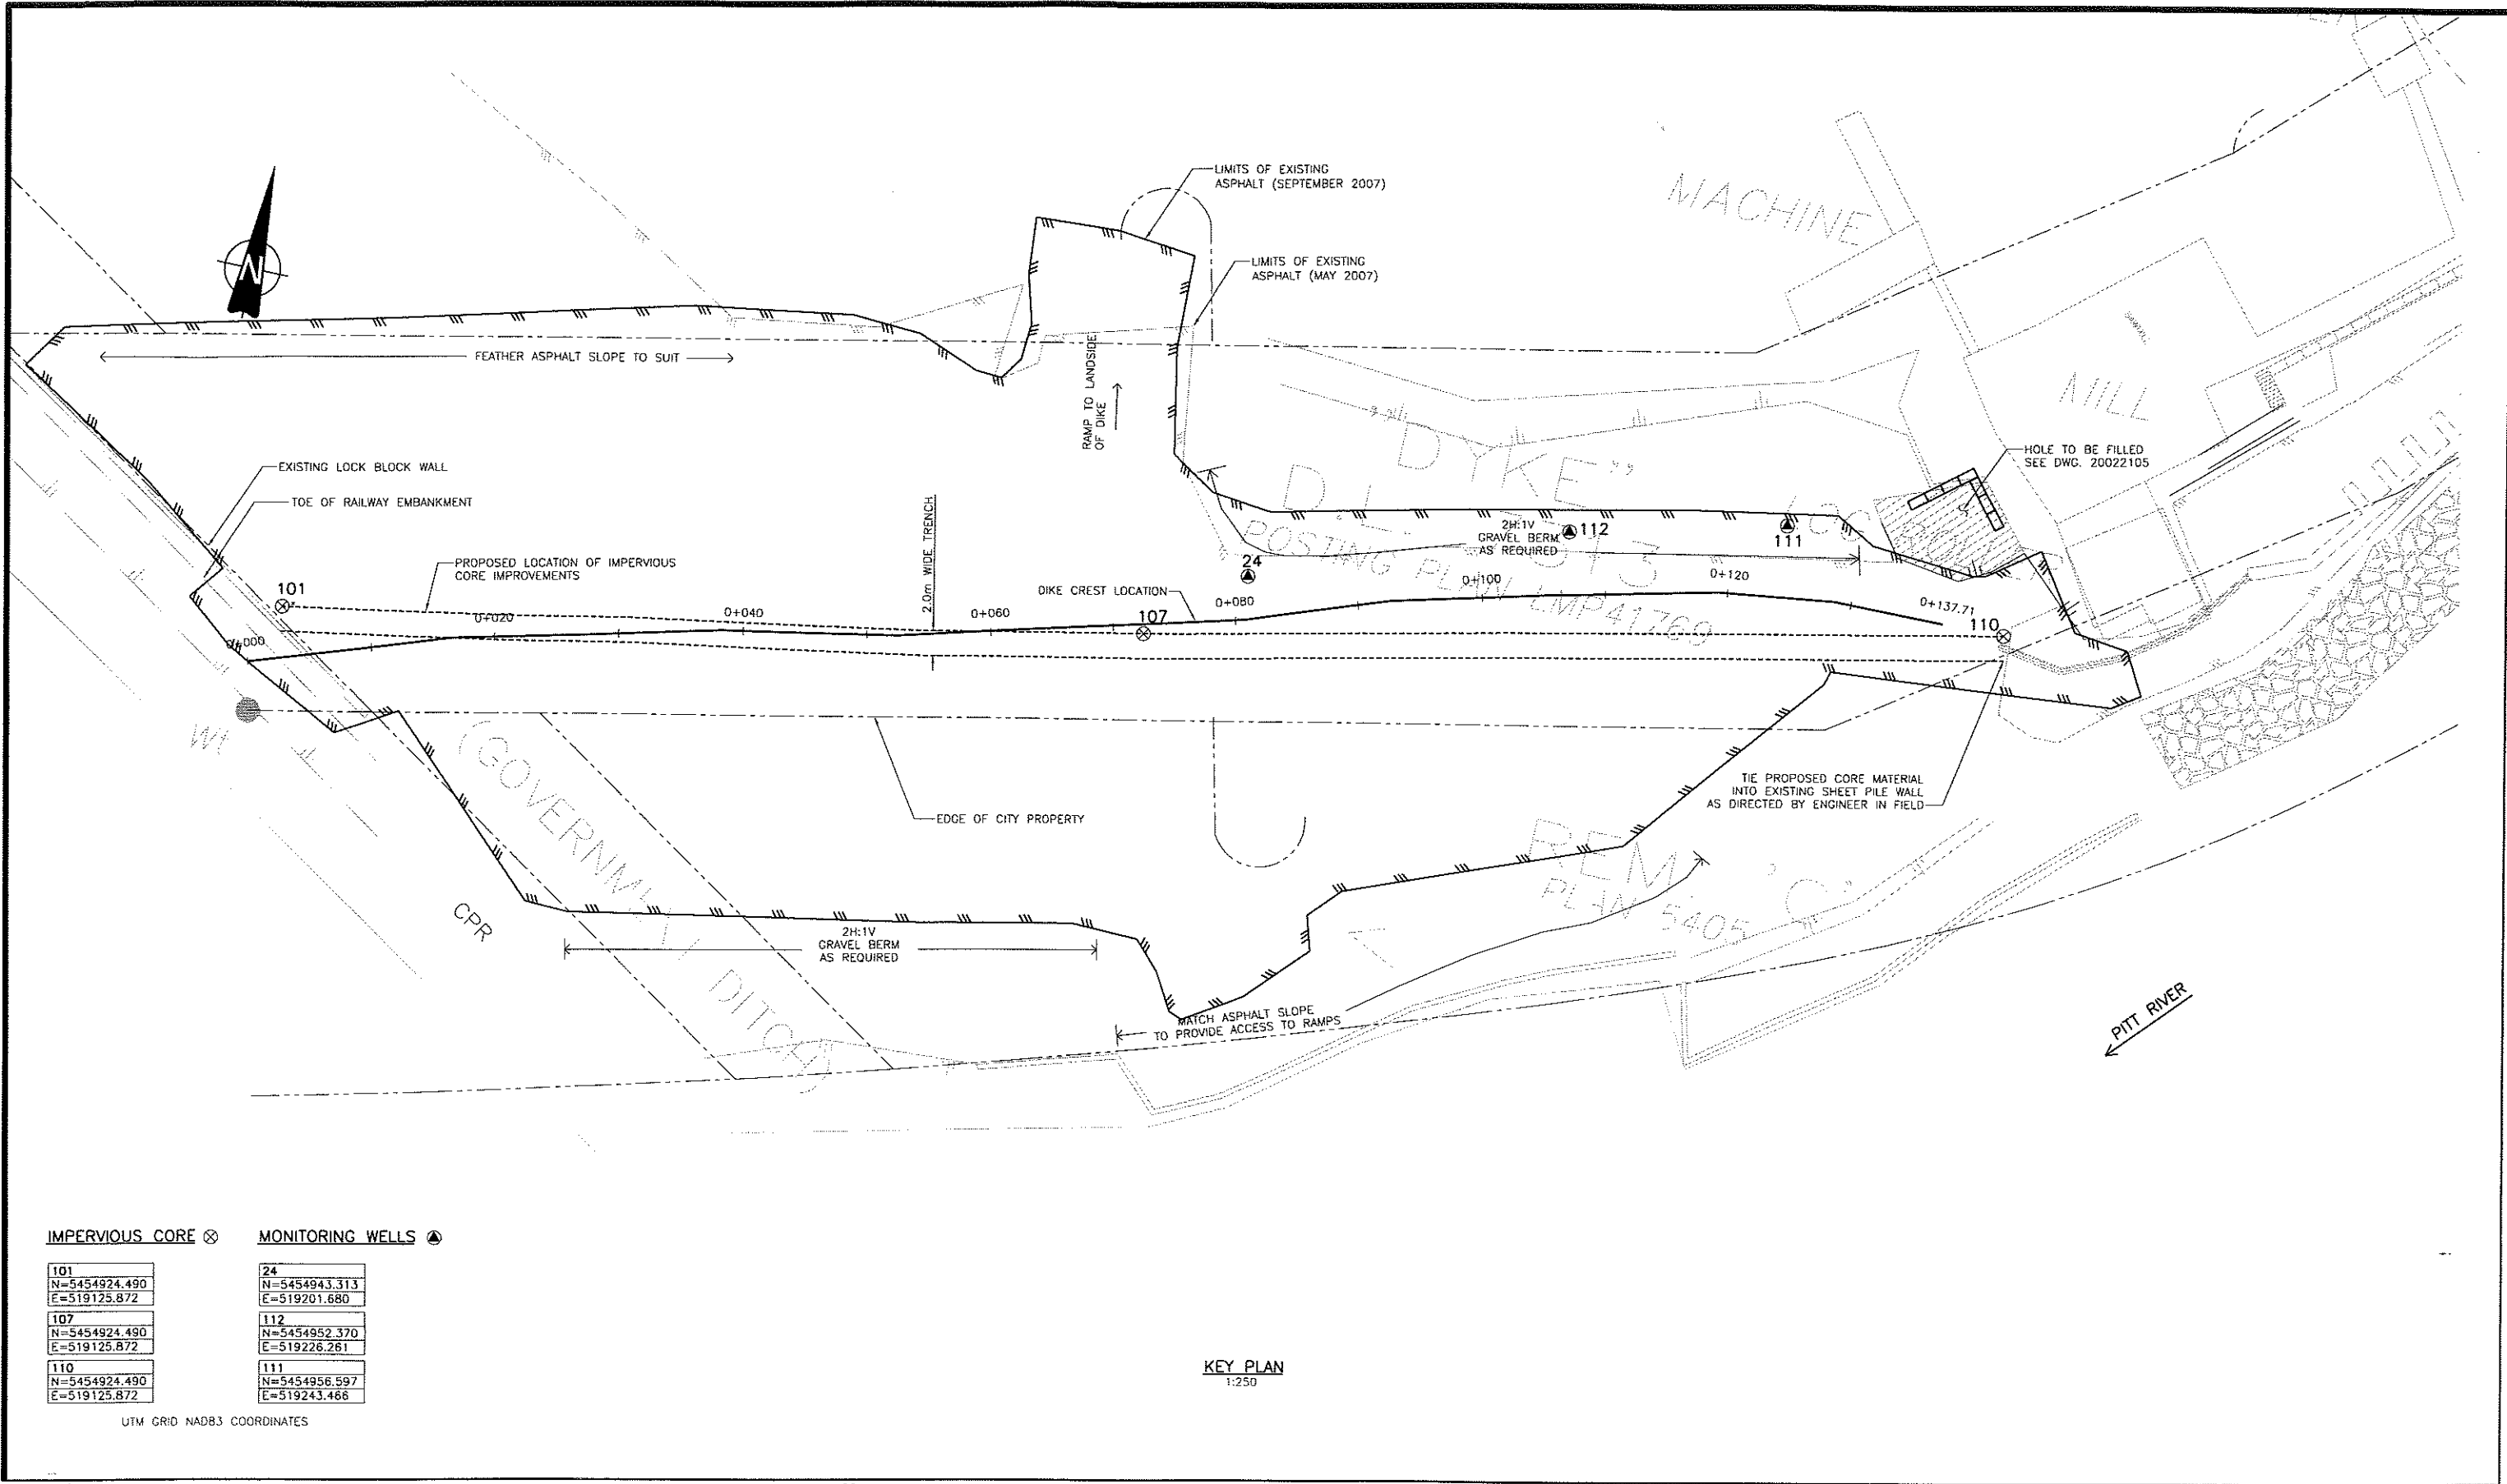 LIMITS OF EXISTING
ASPHALT (SEPTEMBER 2007)
MACHINE
LIMITS OF EXISTING
ASPHALT (MAY 2007)
N
FEATHER ASPHALT SLOPE TO SUIT
RAMP TO LANDSIDE
OF DIKE
MILL
DYKE"
D.L.
HOLE TO BE FILLED
SEE DWG. 20022105
EXISTING LOCK BLOCK WALL
TOE OF RAILWAY EMBANKMENT
2.0m WIDE TRENCH
2H:1V
GRAVEL BERM
AS REQUIRED
112
111
POSTING PLAN LMP41769
PROPOSED LOCATION OF IMPERVIOUS
CORE IMPROVEMENTS
24
101
DIKE CREST LOCATION
0+000
0+020
0+040
0+060
0+080
0+100
0+120
0+137.71
107
110
(GOVERNMENT DITCH)
EDGE OF CITY PROPERTY
TIE PROPOSED CORE MATERIAL
INTO EXISTING SHEET PILE WALL
AS DIRECTED BY ENGINEER IN FIELD
REM. "C"
PLAN 5405
CPR
2H:1V
GRAVEL BERM
AS REQUIRED
MATCH ASPHALT SLOPE
TO PROVIDE ACCESS TO RAMPS
PITT RIVER
IMPERVIOUS CORE
101
N=5454924.490
E=519125.872
107
N=5454924.490
E=519125.872
110
N=5454924.490
E=519125.872
MONITORING WELLS
24
N=5454943.313
E=519201.680
112
N=5454952.370
E=519226.261
111
N=5454956.597
E=519243.466
UTM GRID NAD83 COORDINATES
KEY PLAN
1:250